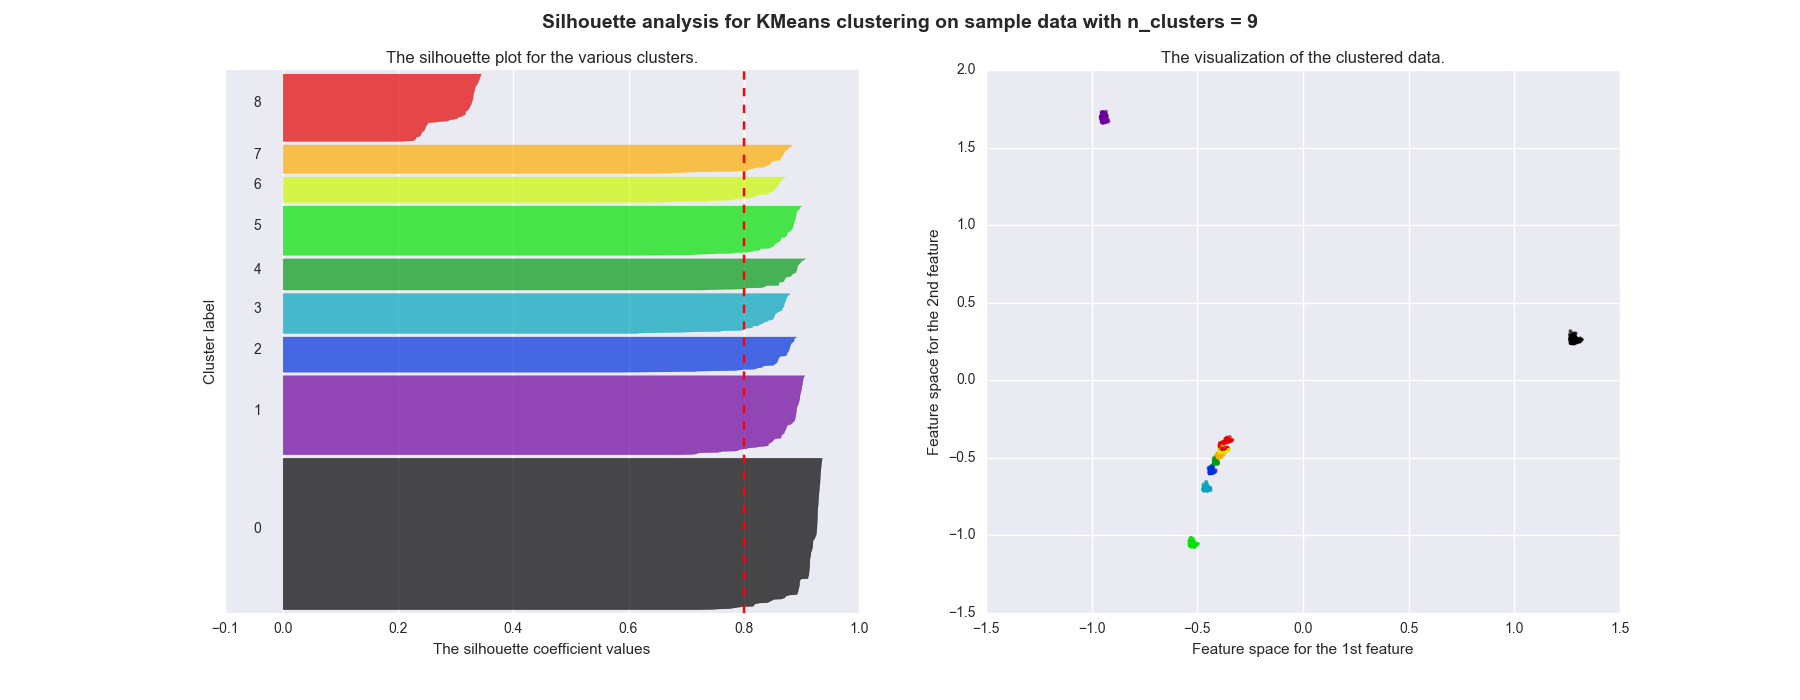 Silhouette analysis for KMeans clustering on sample data with n_clusters = 9
The silhouette plot for the various clusters.
8
7
6
5
4
3
2
1
0
Cluster label
−0.1 0.0 0.2 0.4 0.6 0.8 1.0
The silhouette coefficient values
The visualization of the clustered data.
2.0
1.5
1.0
0.5
0.0
−0.5
−1.0
−1.5
Feature space for the 2nd feature
−1.5 −1.0 −0.5 0.0 0.5 1.0 1.5
Feature space for the 1st feature